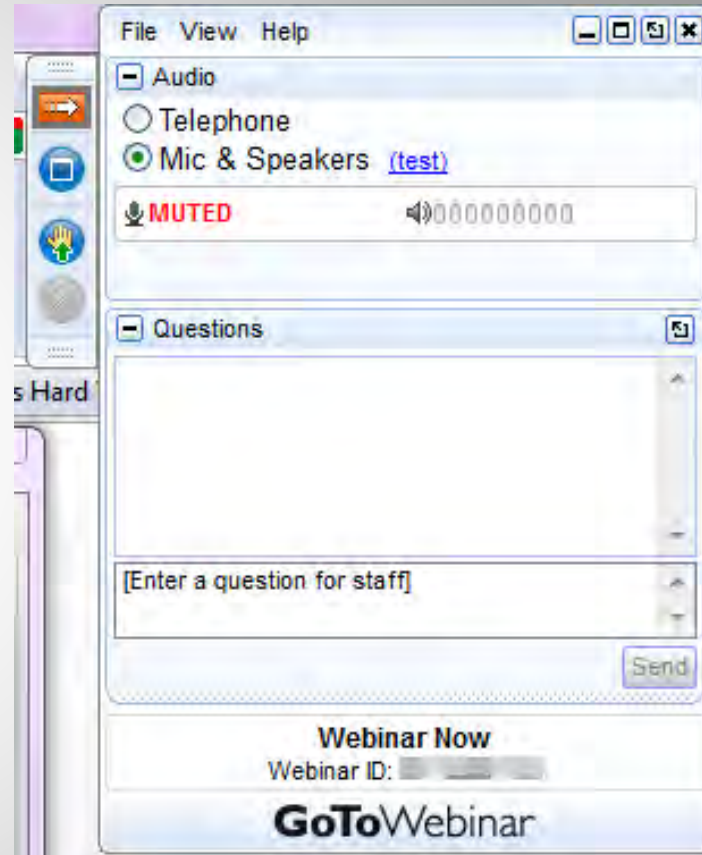 File View Help
Audio
Telephone
Mic & Speakers (test)
MUTED
Questions
s Hard
[Enter a question for staff]
Send
Webinar Now
Webinar ID:
GoToWebinar